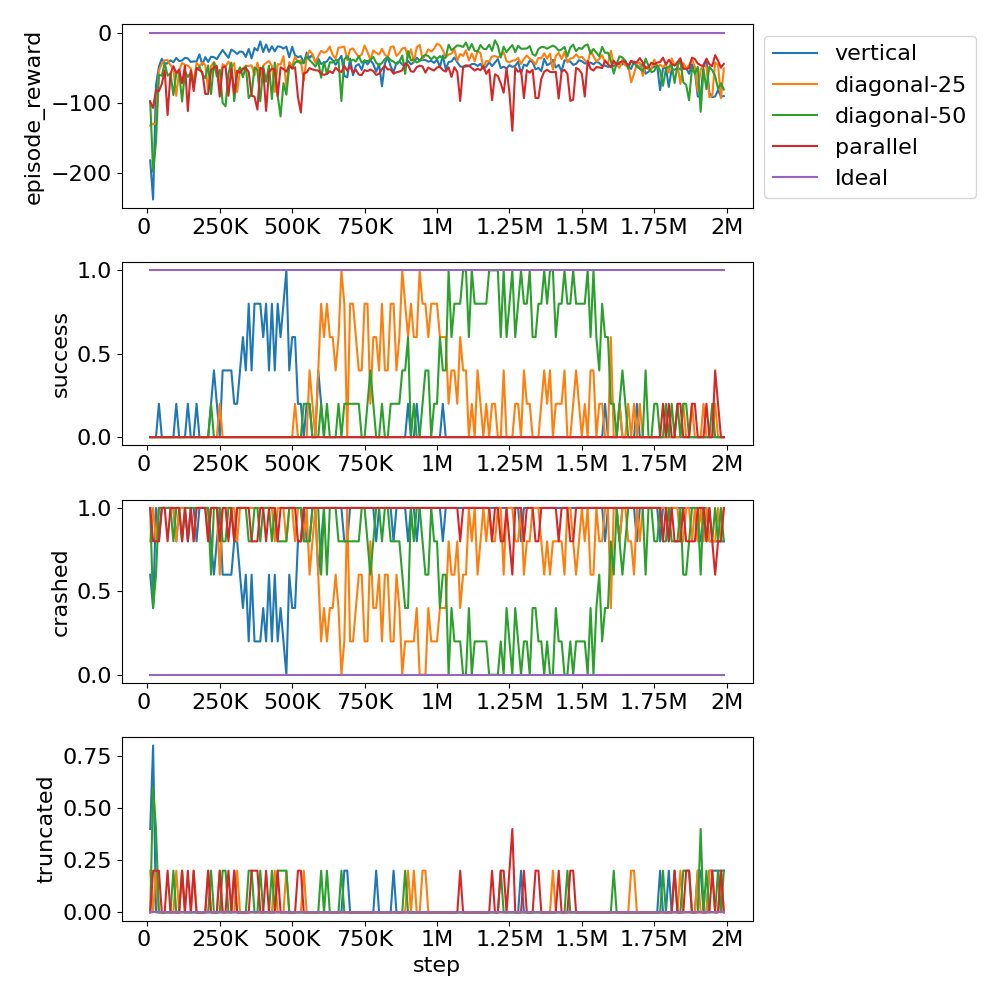 episode_reward
0
−100
−200
0 250K 500K 750K 1M 1.25M 1.5M 1.75M 2M
vertical
diagonal-25
diagonal-50
parallel
Ideal
success
1.0
0.5
0.0
0 250K 500K 750K 1M 1.25M 1.5M 1.75M 2M
crashed
1.0
0.5
0.0
0 250K 500K 750K 1M 1.25M 1.5M 1.75M 2M
truncated
0.75
0.50
0.25
0.00
0 250K 500K 750K 1M 1.25M 1.5M 1.75M 2M
step